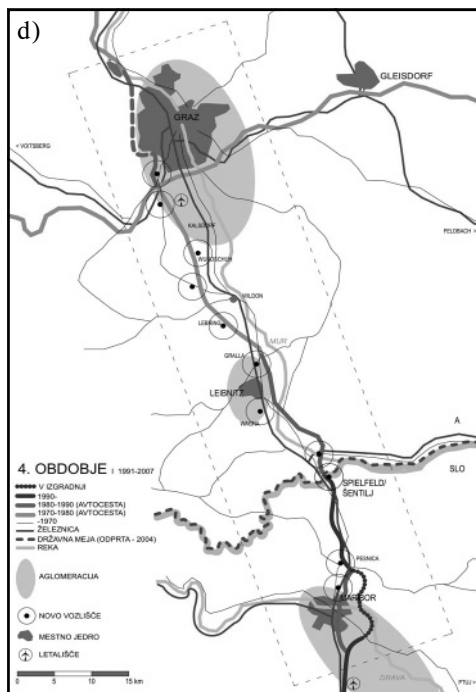 d)
GLEISDORF
GRAZ
< VOITSBERG
FELDBACH >
KALSDORF
WUNDSCHUH
WILDON
LEBRING
MUR
GRALLA
LEIBNITZ
WAGNA
A
SLO
SPIELFELD/
ŠENTILJ
4. OBDOBJE | 1991-2007
V IZGRADNJI
1990-
1980-1990 (AVTOCESTA)
1970-1980 (AVTOCESTA)
-1970
ŽELEZNICA
DRŽAVNA MEJA (ODPRTA - 2004)
REKA
AGLOMERACIJA
NOVO VOZLIŠČE
MESTNO JEDRO
LETALIŠČE
0 5 10 15 km
PESNICA
MARIBOR
DRAVA
PTUJ >